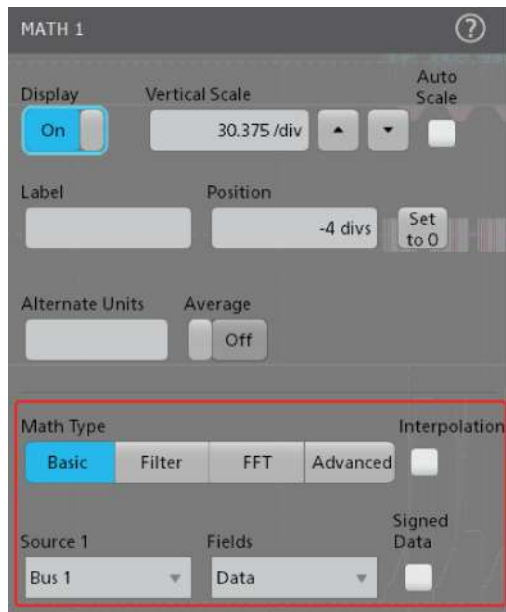 MATH 1 ?
Display Vertical Scale Auto Scale
On 30.375 /div
Label Position
-4 divs Set to 0
Alternate Units Average
Off
Math Type Interpolation
Basic Filter FFT Advanced
Source 1 Fields Signed Data
Bus 1 Data